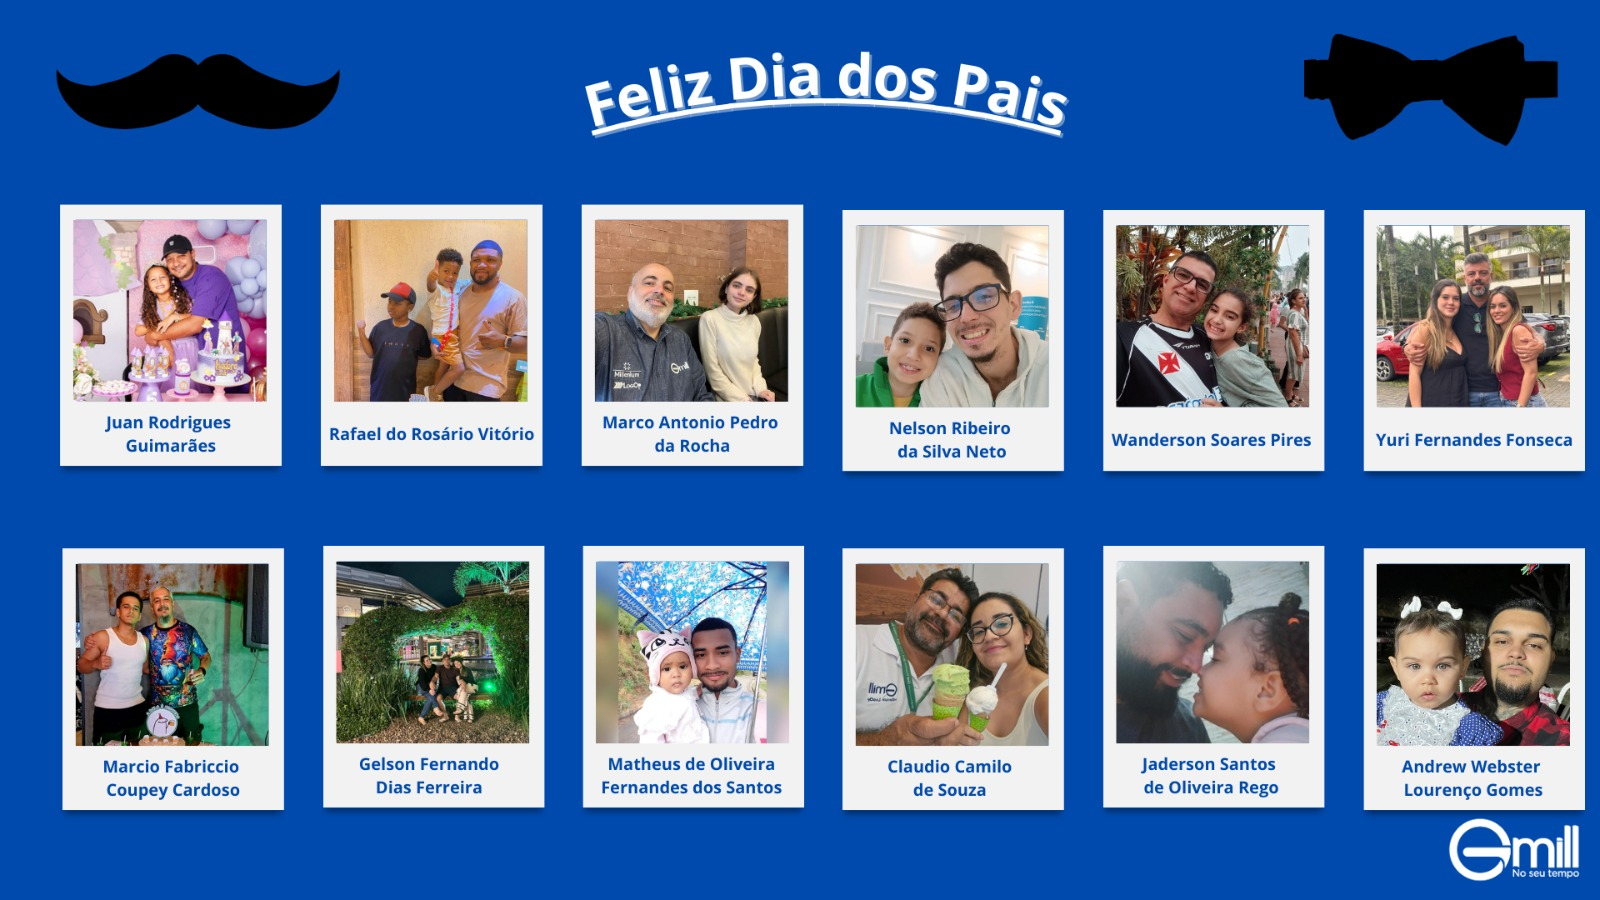 Feliz Dia dos Pais
Juan Rodrigues
Guimarães
Rafael do Rosário Vitório
Millenium
LogOp
Gmill
Marco Antonio Pedro
da Rocha
Nelson Ribeiro
da Silva Neto
Wanderson Soares Pires
Yuri Fernandes Fonseca
Marcio Fabriccio
Coupey Cardoso
Gelson Fernando
Dias Ferreira
Matheus de Oliveira
Fernandes dos Santos
Claudio Camilo
de Souza
Jaderson Santos
de Oliveira Rego
Andrew Webster
Lourenço Gomes
Gmill
No seu tempo